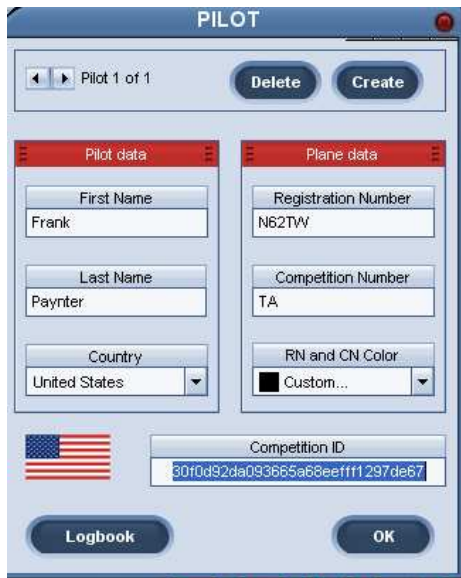 PILOT
Pilot 1 of 1
Delete
Create
Pilot data
First Name
Frank
Last Name
Paynter
Country
United States
Plane data
Registration Number
N62TW
Competition Number
TA
RN and CN Color
Custom...
Competition ID
30f0d92da093665a68eefff1297de67
Logbook
OK